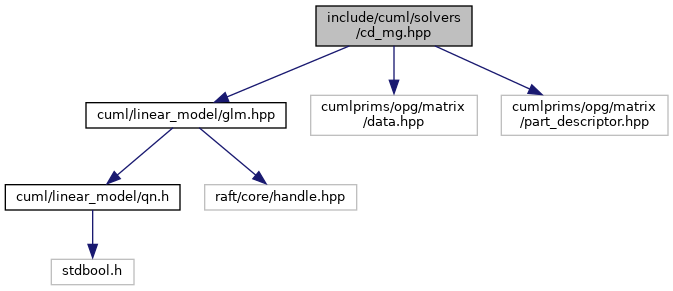 include/cuml/solvers
/cd_mg.hpp
cuml/linear_model/glm.hpp
cumlprims/opg/matrix
/data.hpp
cumlprims/opg/matrix
/part_descriptor.hpp
cuml/linear_model/qn.h
raft/core/handle.hpp
stdbool.h